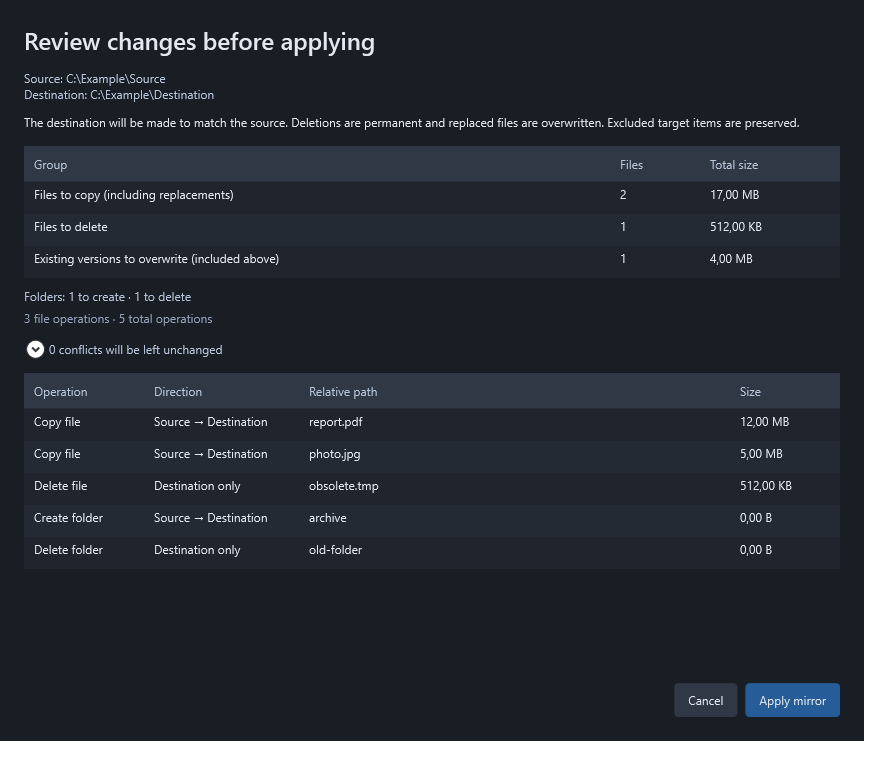 Review changes before applying
Source: C:\Example\Source
Destination: C:\Example\Destination
The destination will be made to match the source. Deletions are permanent and replaced files are overwritten. Excluded target items are preserved.
Group Files Total size
Files to copy (including replacements) 2 17,00 MB
Files to delete 1 512,00 KB
Existing versions to overwrite (included above) 1 4,00 MB
Folders: 1 to create · 1 to delete
3 file operations · 5 total operations
0 conflicts will be left unchanged
Operation Direction Relative path Size
Copy file Source → Destination report.pdf 12,00 MB
Copy file Source → Destination photo.jpg 5,00 MB
Delete file Destination only obsolete.tmp 512,00 KB
Create folder Source → Destination archive 0,00 B
Delete folder Destination only old-folder 0,00 B
Cancel Apply mirror